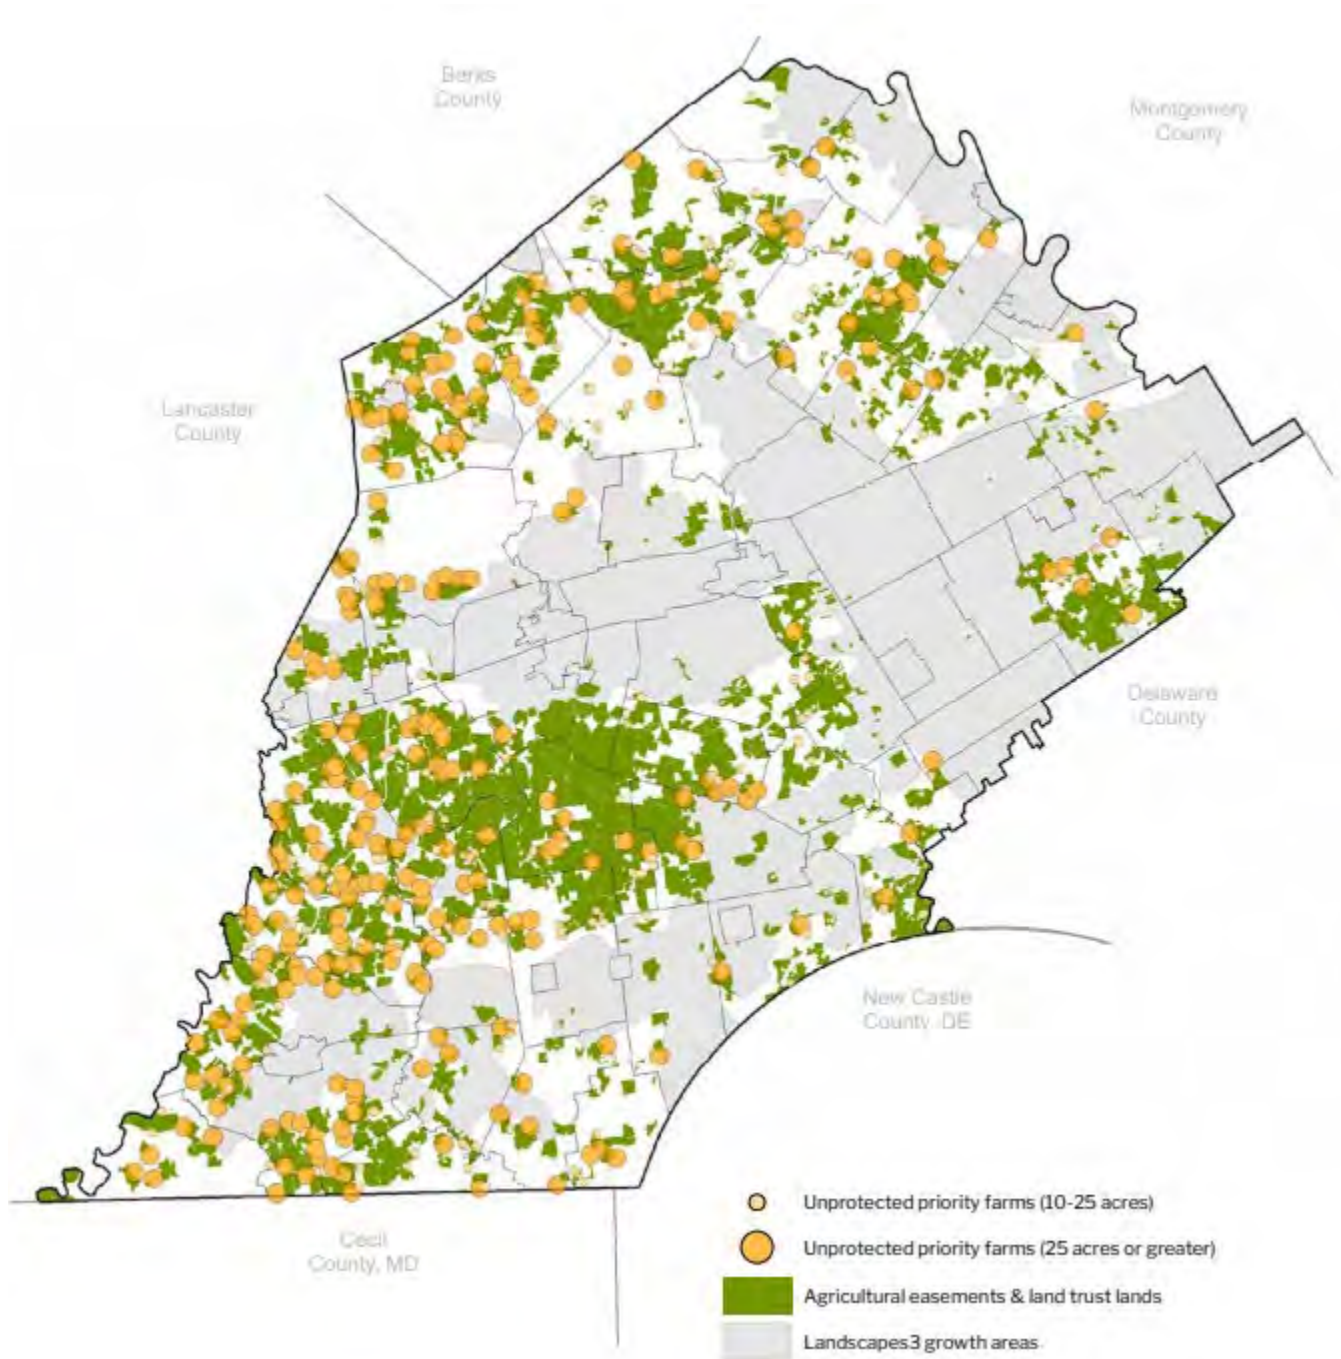 Berks
County
Montgomery
County
Lancaster
County
Delaware
County
New Castle
County, DE
Cecil
County, MD
Unprotected priority farms (10-25 acres)
Unprotected priority farms (25 acres or greater)
Agricultural easements & land trust lands
Landscapes3 growth areas